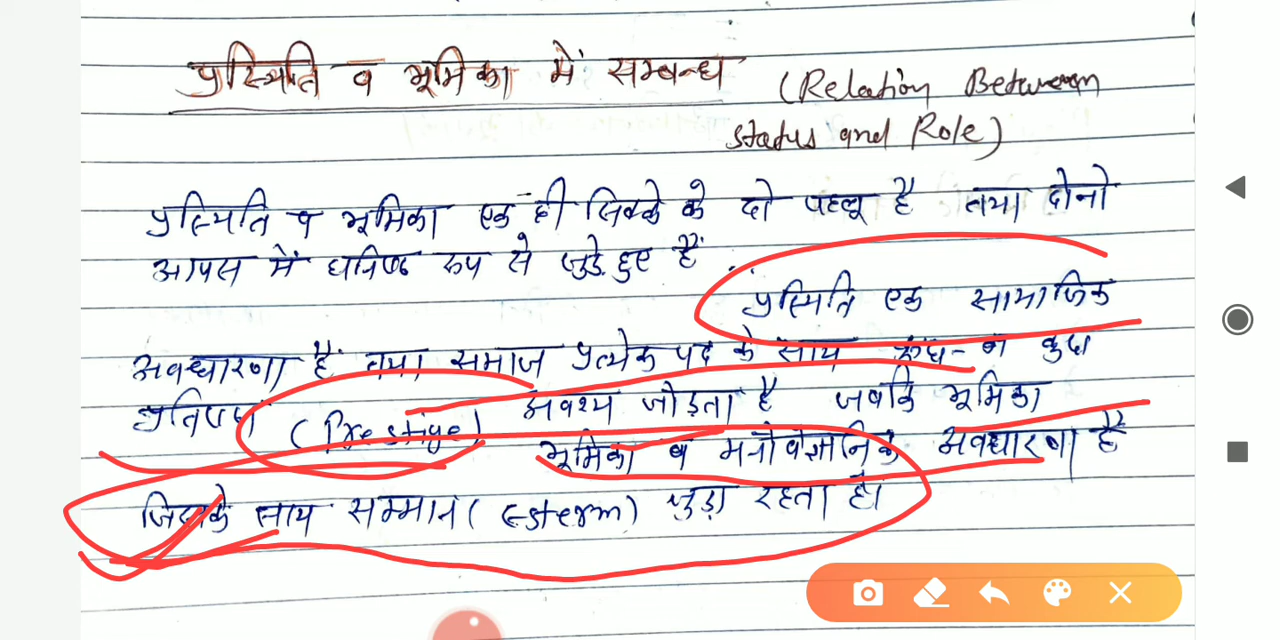 प्रस्थिति व भूमिका में सम्बन्ध (Relation Between
status and Role)
प्रस्थिति व भूमिका एक ही सिक्के के दो पहलू है तथा दोनो
आपस में घनिष्ठ रूप से जुडे हुए हैं
प्रस्थिति एक सामाजिक
अवधारणा हैं तथा समाज प्रत्येक पद के साथ कुछ-न कुछ
प्रतिष्ठा (Prestige) अवश्य जोड़ता है जबकि भूमिका
भूमिका व मनोवैज्ञानिक अवधारणा है
जिसके साथ सम्मान (Esterm) जुड़ा रहता है।